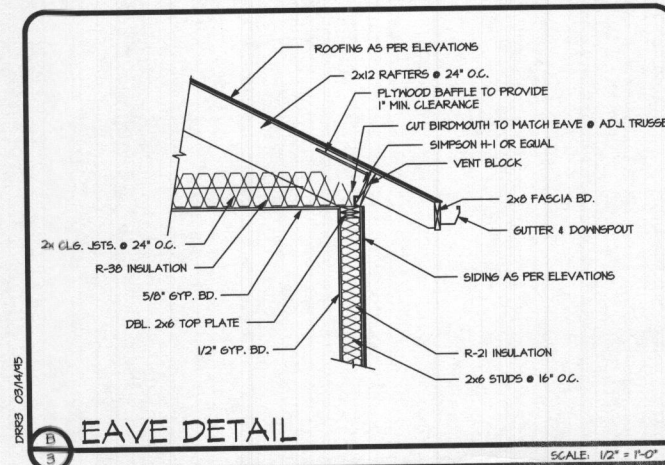 ROOFING AS PER ELEVATIONS
2x12 RAFTERS @ 24" O.C.
PLYWOOD BAFFLE TO PROVIDE
1" MIN. CLEARANCE
CUT BIRDMOUTH TO MATCH EAVE @ ADJ. TRUSSE
SIMPSON H-1 OR EQUAL
VENT BLOCK
2x8 FASCIA BD.
GUTTER & DOWNSPOUT
2x CLG. JSTS. @ 24" O.C.
R-38 INSULATION
SIDING AS PER ELEVATIONS
5/8" GYP. BD.
DBL. 2x6 TOP PLATE
1/2" GYP. BD.
R-21 INSULATION
2x6 STUDS @ 16" O.C.
DRR3 03/14/95
B
3
EAVE DETAIL
SCALE: 1/2" = 1'-0"